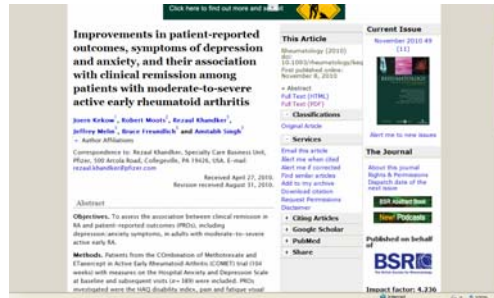 Click here to find out more and
Improvements in patient-reported
outcomes, symptoms of depression
and anxiety, and their association
with clinical remission among
patients with moderate-to-severe
active early rheumatoid arthritis
Joern Kekow, Robert Moots, Rezaul Khandker,
Jeffrey Melin, Bruce Freundlich and Amitabh Singh
Author Affiliations
Correspondence to: Rezaul Khandker, Specialty Care Business Unit,
Pfizer, 500 Arcola Road, Collegeville, PA 19426, USA. E-mail:
rezaul.khandker@pfizer.com
Received April 27, 2010.
Revision received August 31, 2010.
Abstract
Objectives. To assess the association between clinical remission in
RA and patient-reported outcomes (PROs), including
depression/anxiety symptoms, in adults with moderate-to-severe
active early RA.
Methods. Patients from the COmbination of Methotrexate and
ETanercept in Active Early Rheumatoid Arthritis (COMET) trial (104
weeks) with measures on the Hospital Anxiety and Depression Scale
at baseline and subsequent visits (n= 389) were included. PROs
investigated were the HAQ disability index, pain and fatigue visual
This Article
Rheumatology (2010)
doi:
10.1093/rheumatology/keq
First published online:
November 8, 2010
Abstract
Full Text (HTML)
Full Text (PDF)
- Classifications
Original Article
- Services
Email this article
Alert me when cited
Alert me if corrected
Find similar articles
Add to my archive
Download citation
Request Permissions
Disclaimer
+ Citing Articles
+ Google Scholar
+ PubMed
+ Share
Current Issue
November 2010 49
(11)
RHEUMATOLOGY
Alert me to new issues
The Journal
About this journal
Rights & Permissions
Dispatch date of the
next issue
BSR Abstract Book
New! Podcasts
Published on behalf
of
BSR
Impact factor: 4.236
Internet